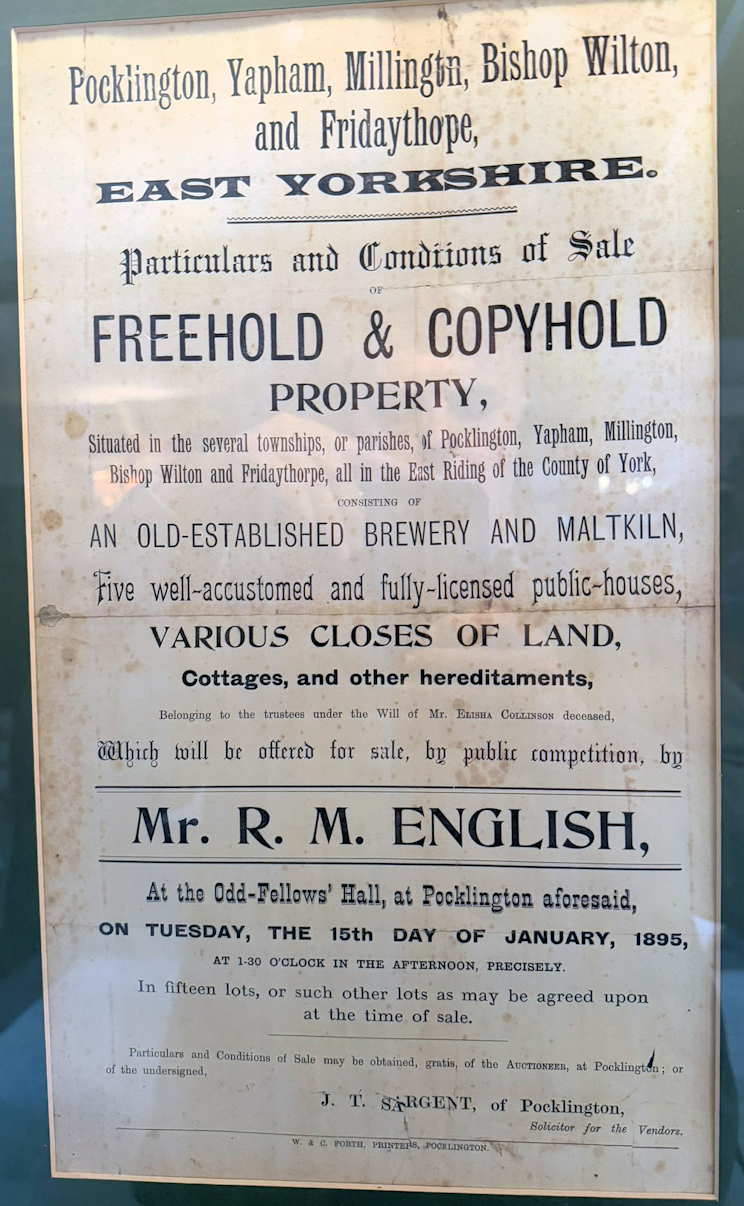 Pocklington, Yapham, Millingtn, Bishop Wilton,
and Fridaythope,
EAST YORKSHIRE.
Particulars and Condtions of Sale
OF
FREEHOLD & COPYHOLD
PROPERTY,
Situated in the several townships, or parishes, of Pocklington, Yapham, Millington,
Bishop Wilton and Fridaythorpe, all in the East Riding of the County of York,
CONSISTING OF
AN OLD-ESTABLISHED BREWERY AND MALTKILN,
Five well-accustomed and fully-licensed public-houses,
VARIOUS CLOSES OF LAND,
Cottages, and other hereditaments,
Belonging to the trustees under the Will of Mr. ELISHA COLLINSON deceased,
Which will be offered for sale, by public competition, by
Mr. R. M. ENGLISH,
At the Odd-Fellows' Hall, at Pocklington aforesaid,
ON TUESDAY, THE 15th DAY OF JANUARY, 1895,
AT 1-30 O'CLOCK IN THE AFTERNOON, PRECISELY.
In fifteen lots, or such other lots as may be agreed upon
at the time of sale.
Particulars and Conditions of Sale may be obtained, gratis, of the AUCTIONEER, at Pocklington; or
of the undersigned,
J. T. SARGENT, of Pocklington,
Solicitor for the Vendors.
W. & C. FORTH, PRINTERS, POCKLINGTON.